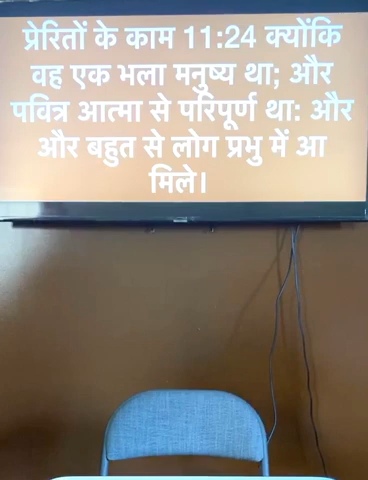 प्रेरितों के काम 11:24 क्योंकि
वह एक भला मनुष्य था; और
पवित्र आत्मा से परिपूर्ण था: और
और बहुत से लोग प्रभु में आ
मिले।